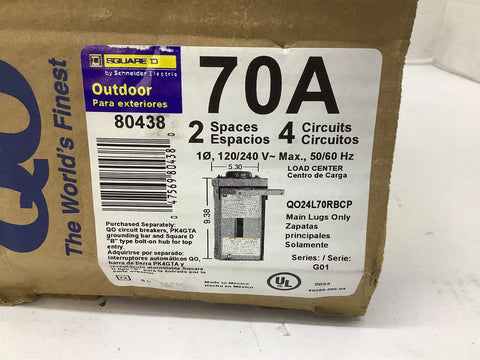 QO
The World's Finest
D SQUARE D
by Schneider Electric
Outdoor
Para exteriores
80438
70A
2 Spaces Espacios 4 Circuits Circuitos
1Ø, 120/240 V~ Max., 50/60 Hz
5.30
9.38
LOAD CENTER
Centro de Carga
QO24L70RBCP
Main Lugs Only
Zapatas
principales
Solamente
Series: / Serie:
G01
47569 80438
Purchased Separately:
QO circuit breakers, PK4GTA
grounding bar and Square D
"B" type bolt-on hub for top
entry.
Adquirirse por separado:
Interruptores automáticos QO,
barra de tierra PK4GTA y
Made in Mexico
Hecho en México
UL